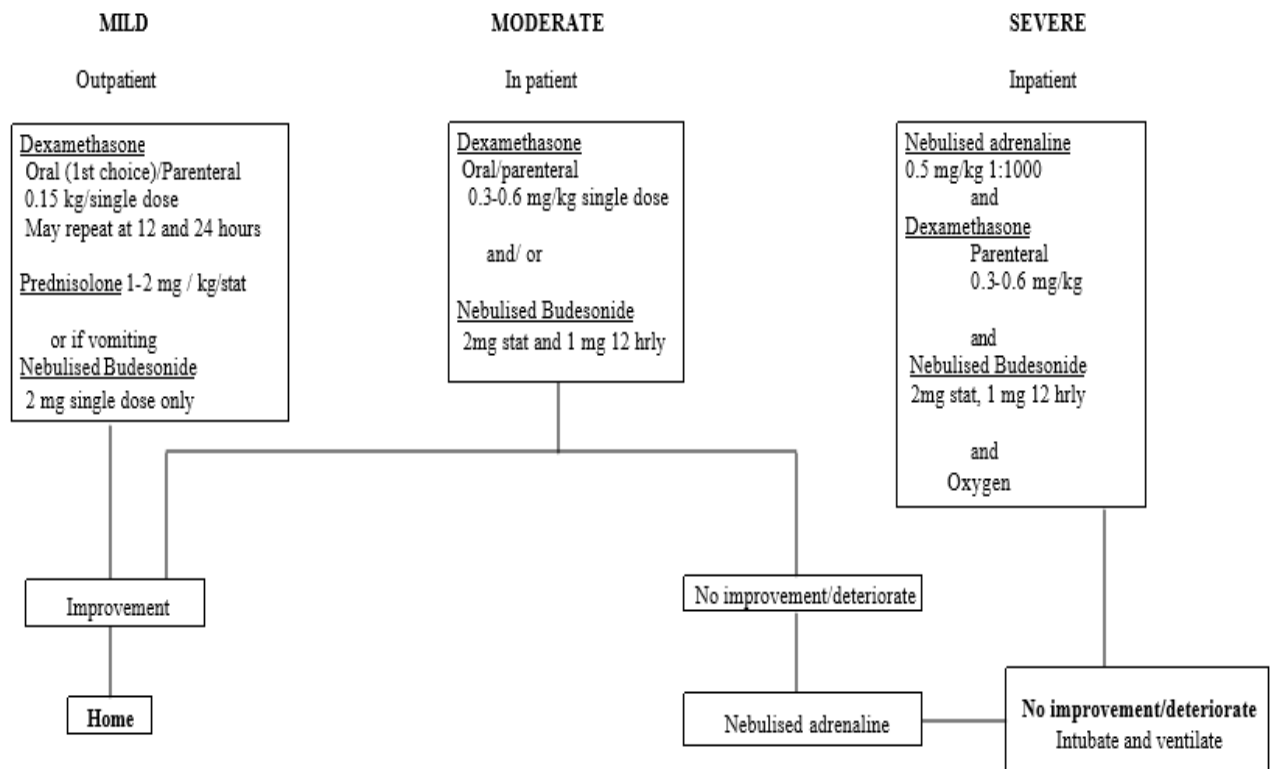 MILD
Outpatient
Dexamethasone
Oral (1st choice)/Parenteral
0.15 kg/single dose
May repeat at 12 and 24 hours
Prednisolone 1-2 mg / kg/stat
or if vomiting
Nebulised Budesonide
2 mg single dose only
MODERATE
In patient
Dexamethasone
Oral/parenteral
0.3-0.6 mg/kg single dose
and/ or
Nebulised Budesonide
2mg stat and 1 mg 12 hrly
SEVERE
Inpatient
Nebulised adrenaline
0.5 mg/kg 1:1000
and
Dexamethasone
Parenteral
0.3-0.6 mg/kg
and
Nebulised Budesonide
2mg stat, 1 mg 12 hrly
and
Oxygen
Improvement
Home
No improvement/deteriorate
Nebulised adrenaline
No improvement/deteriorate
Intubate and ventilate